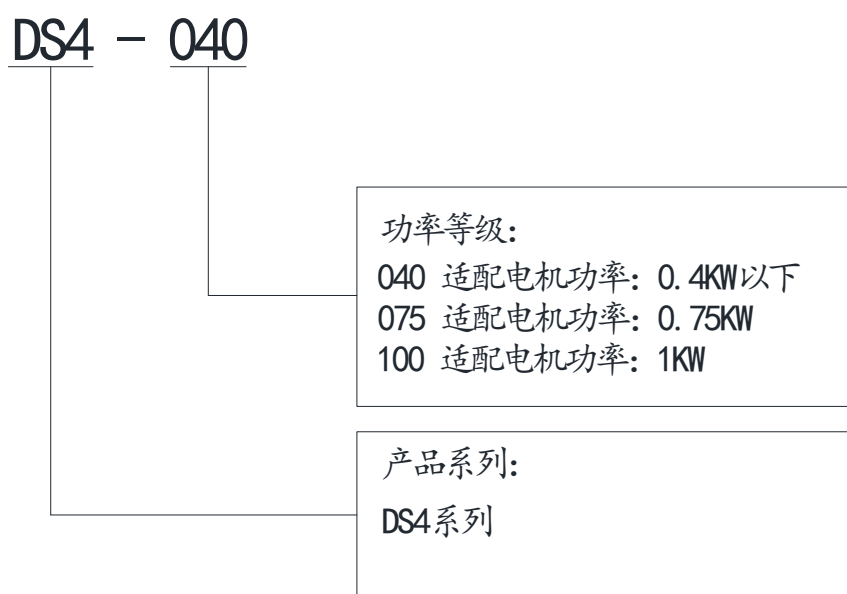 DS4 - 040
功率等级:
040 适配电机功率: 0.4KW以下
075 适配电机功率: 0.75KW
100 适配电机功率: 1KW
产品系列:
DS4系列